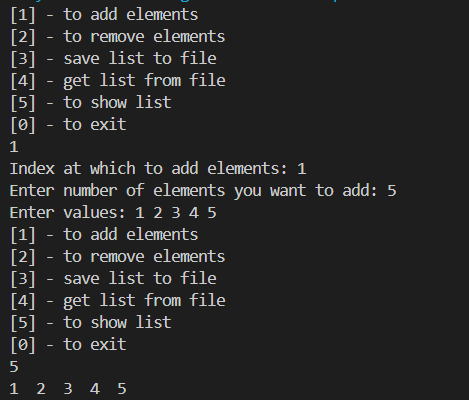 [1] - to add elements
[2] - to remove elements
[3] - save list to file
[4] - get list from file
[5] - to show list
[0] - to exit
1
Index at which to add elements: 1
Enter number of elements you want to add: 5
Enter values: 1 2 3 4 5
[1] - to add elements
[2] - to remove elements
[3] - save list to file
[4] - get list from file
[5] - to show list
[0] - to exit
5
1  2  3  4  5